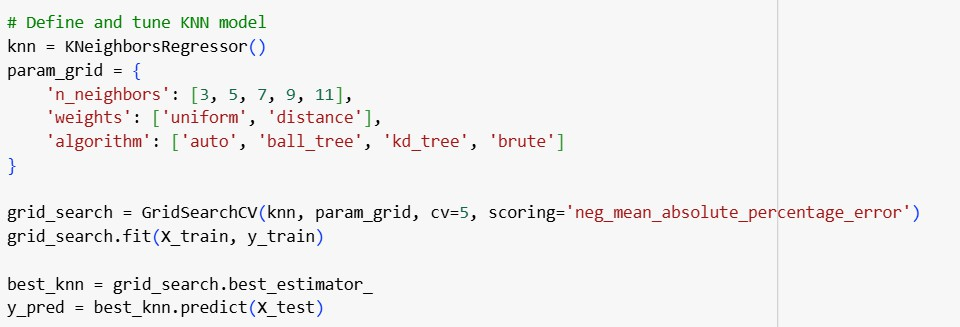 # Define and tune KNN model
knn = KNeighborsRegressor()
param_grid = {
    'n_neighbors': [3, 5, 7, 9, 11],
    'weights': ['uniform', 'distance'],
    'algorithm': ['auto', 'ball_tree', 'kd_tree', 'brute']
}

grid_search = GridSearchCV(knn, param_grid, cv=5, scoring='neg_mean_absolute_percentage_error')
grid_search.fit(X_train, y_train)

best_knn = grid_search.best_estimator_
y_pred = best_knn.predict(X_test)